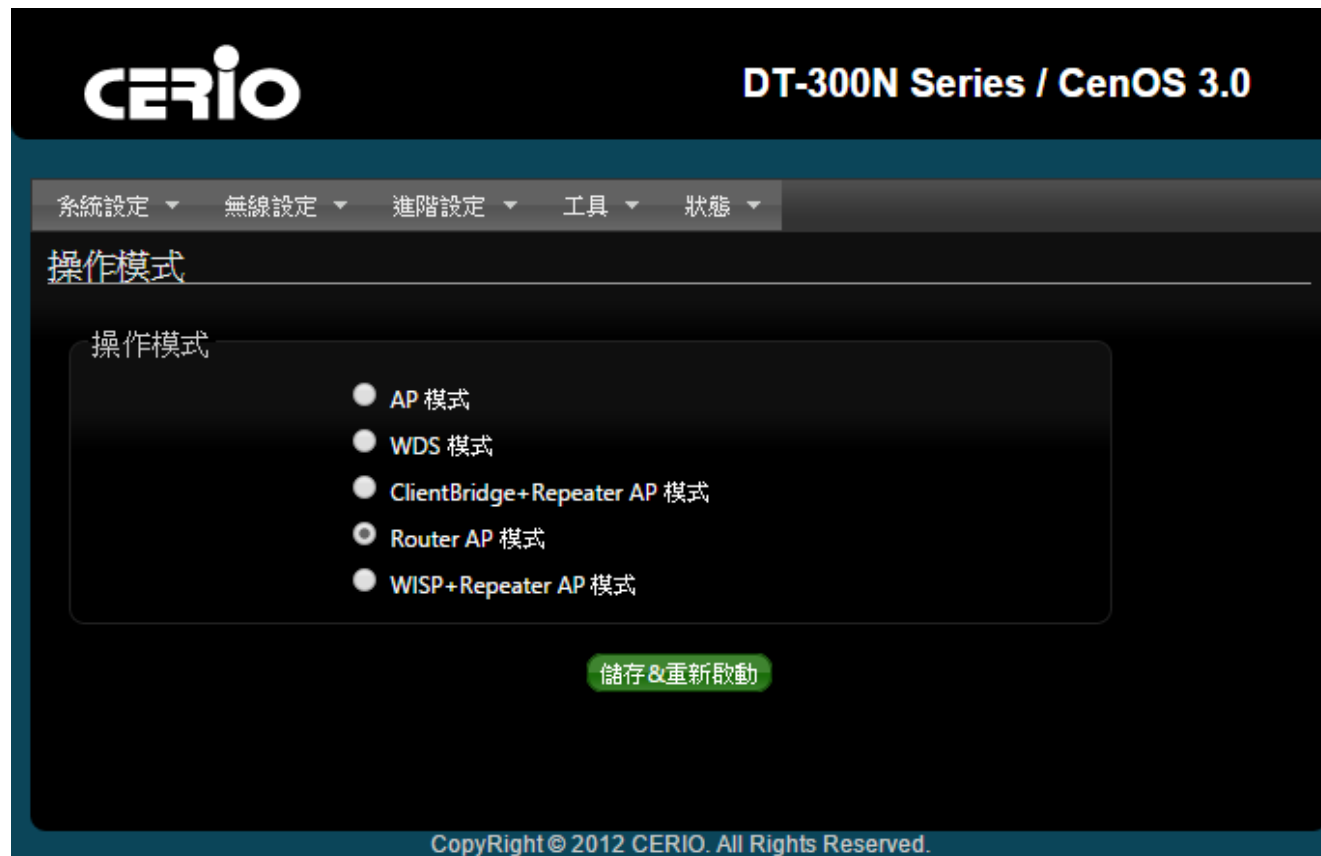 CERIO
DT-300N Series / CenOS 3.0
系統設定 無線設定 進階設定 工具 狀態
操作模式
操作模式
AP 模式
WDS 模式
ClientBridge+Repeater AP 模式
Router AP 模式
WISP+Repeater AP 模式
儲存&重新啟動
CopyRight © 2012 CERIO. All Rights Reserved.